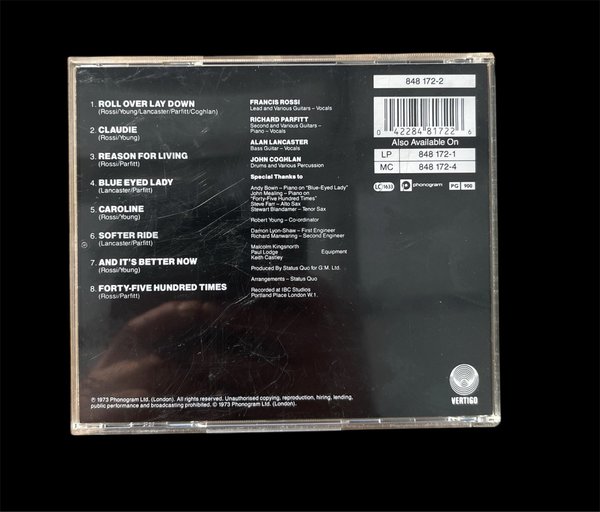 1. ROLL OVER LAY DOWN
(Rossi/Young/Lancaster/Parfitt/Coghlan)
2. CLAUDIE
(Rossi/Young)
3. REASON FOR LIVING
(Rossi/Parfitt)
4. BLUE EYED LADY
(Lancaster/Parfitt)
5. CAROLINE
(Rossi/Young)
6. SOFTER RIDE
(Lancaster/Parfitt)
7. AND IT'S BETTER NOW
(Rossi/Young)
8. FORTY-FIVE HUNDRED TIMES
(Rossi/Parfitt)
FRANCIS ROSSI
Lead and Various Guitars – Vocals
RICHARD PARFITT
Second and Various Guitars –
Piano – Vocals
ALAN LANCASTER
Bass Guitar – Vocals
JOHN COGHLAN
Drums and Various Percussion
Special Thanks to
Andy Bown – Piano on "Blue-Eyed Lady"
John Mealing – Piano on
"Forty-Five Hundred Times"
Steve Farr – Alto Sax
Stewart Blandamer – Tenor Sax
Robert Young – Co-ordinator
Damon Lyon-Shaw – First Engineer
Richard Manwaring – Second Engineer
Malcolm Kingsnorth
Paul Lodge Equipment
Keith Castley
Produced By Status Quo for G.M. Ltd.
Arrangements – Status Quo
Recorded at IBC Studios
Portland Place London W.1.
848 172-2
0 42284 81722 6
Also Available On
LP 848 172-1
MC 848 172-4
phonogram
PG 900
VERTIGO
℗ 1973 Phonogram Ltd. (London). All rights reserved. Unauthorised copying, reproduction, hiring, lending,
public performance and broadcasting prohibited. © 1973 Phonogram Ltd. (London).